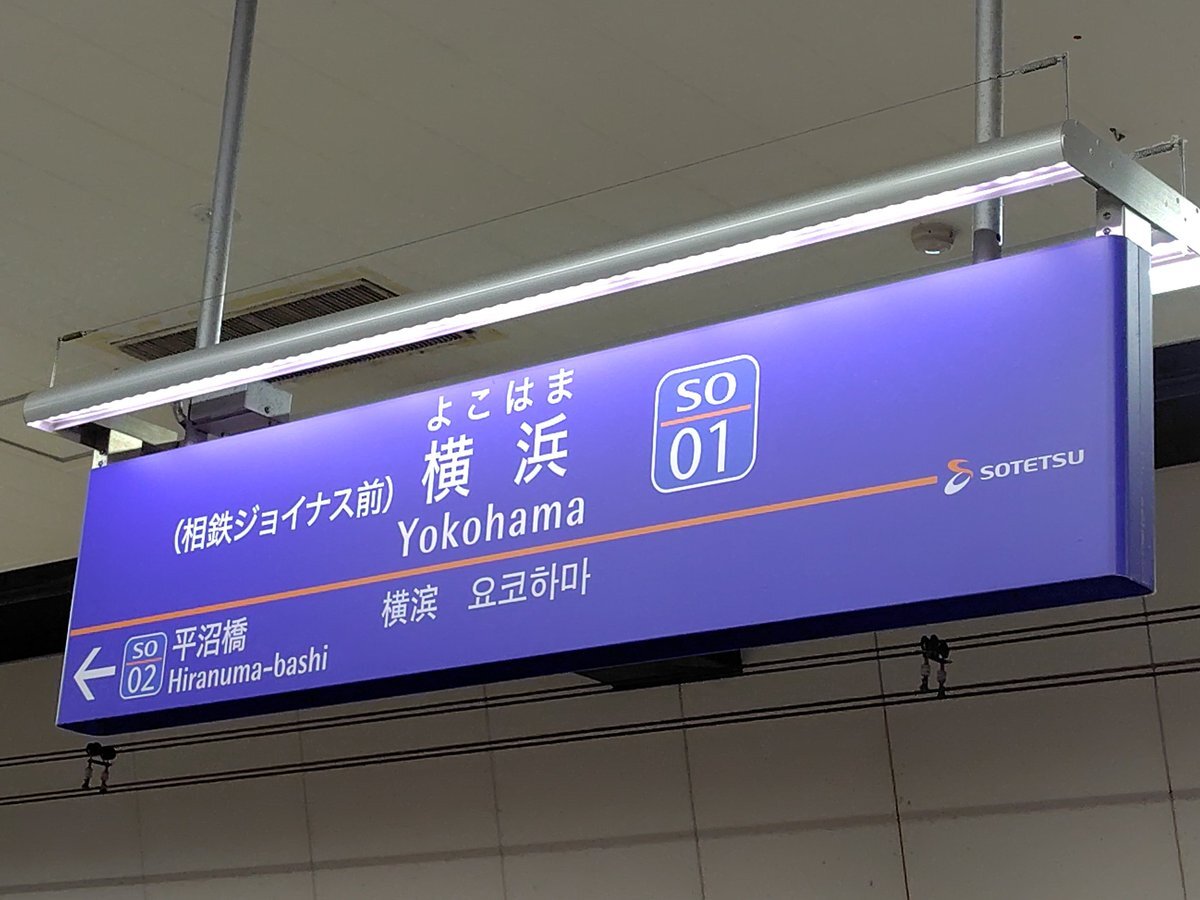 よこはま
(相鉄ジョイナス前) 横浜
Yokohama
SO
01
SOTETSU
横滨 요코하마
SO
02
平沼橋
Hiranuma-bashi